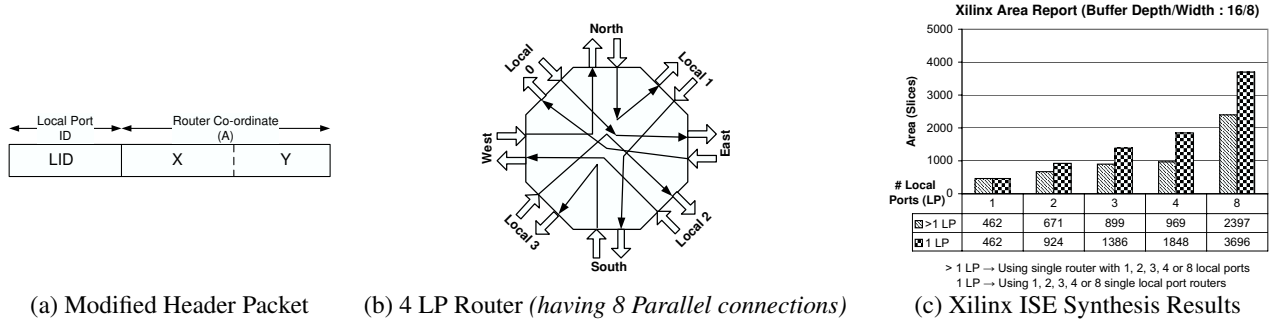 Local Port
ID
Router Co-ordinate
(A)
LID X Y
(a) Modified Header Packet
North
Local 0
Local 1
West
East
Local 3
Local 2
South
(b) 4 LP Router (having 8 Parallel connections)
Xilinx Area Report (Buffer Depth/Width : 16/8)
Area (Slices)
5000
4000
3000
2000
1000
0
# Local
Ports (LP)
1 2 3 4 8
>1 LP 462 671 899 969 2397
1 LP 462 924 1386 1848 3696
> 1 LP → Using single router with 1, 2, 3, 4 or 8 local ports
1 LP → Using 1, 2, 3, 4 or 8 single local port routers
(c) Xilinx ISE Synthesis Results